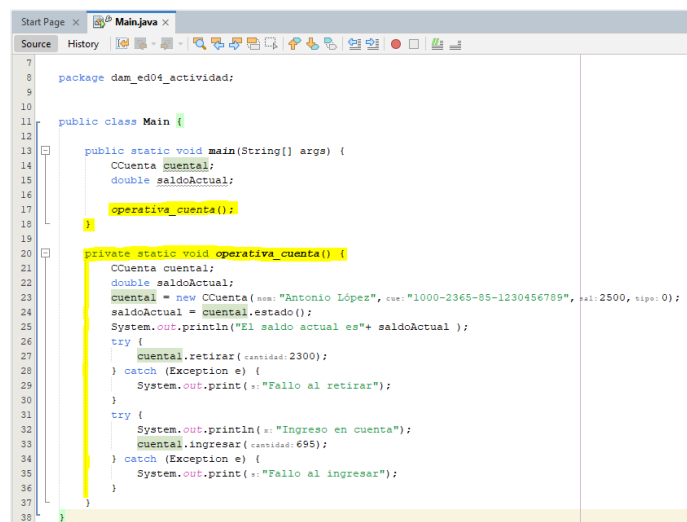 Start Page × Main.java ×
Source History
7
8 package dam_ed04_actividad;
9
10
11 public class Main {
12
13 public static void main(String[] args) {
14 CCuenta cuenta1;
15 double saldoActual;
16
17 operativa_cuenta();
18 }
19
20 private static void operativa_cuenta() {
21 CCuenta cuenta1;
22 double saldoActual;
23 cuenta1 = new CCuenta( nom: "Antonio López", cue: "1000-2365-85-1230456789", sal: 2500, tipo: 0);
24 saldoActual = cuenta1.estado();
25 System.out.println("El saldo actual es"+ saldoActual );
26 try {
27 cuenta1.retirar( cantidad: 2300);
28 } catch (Exception e) {
29 System.out.print( s: "Fallo al retirar");
30 }
31 try {
32 System.out.println( x: "Ingreso en cuenta");
33 cuenta1.ingresar( cantidad: 695);
34 } catch (Exception e) {
35 System.out.print( s: "Fallo al ingresar");
36 }
37 }
38 }